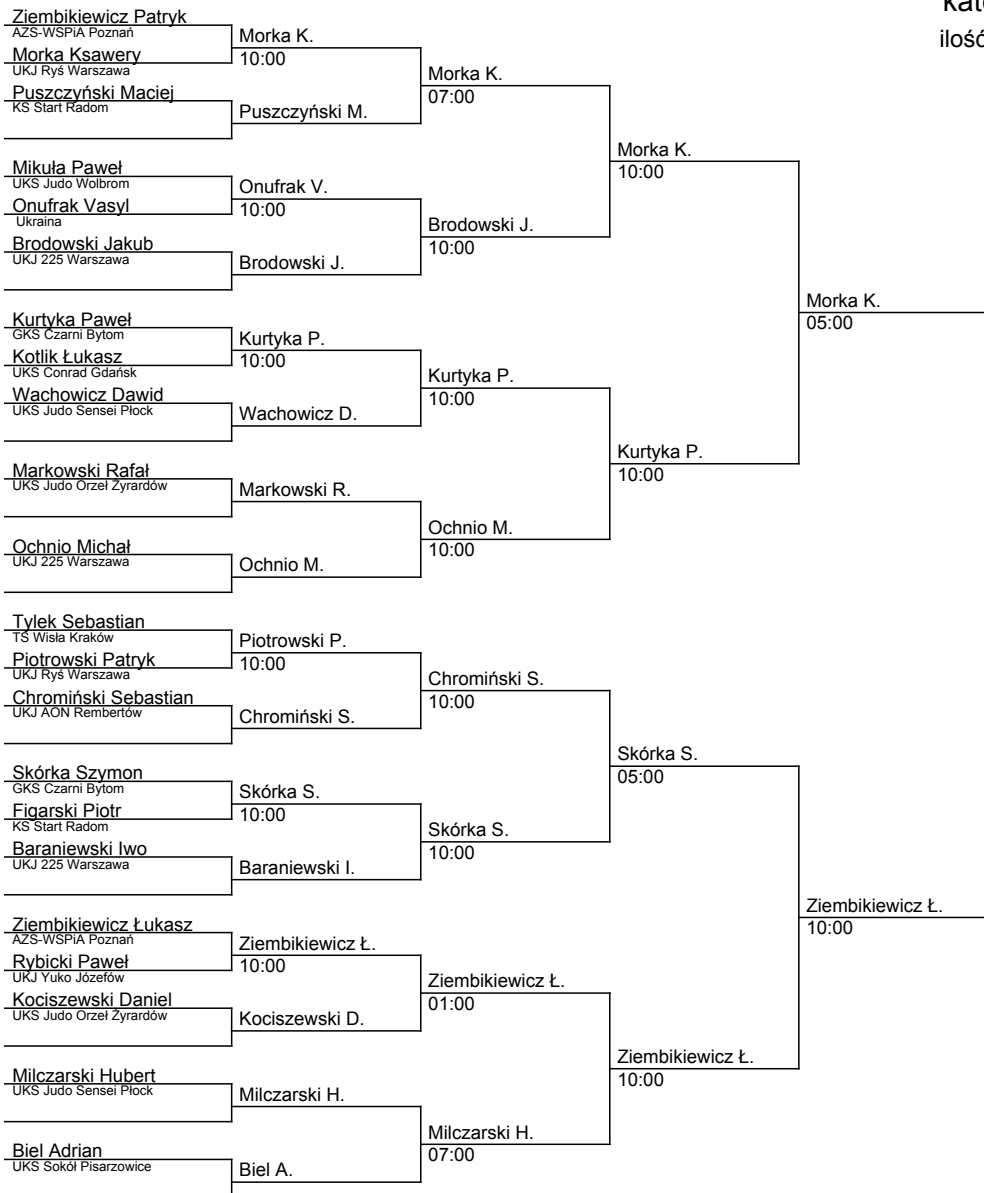 kate
ilość
Ziembikiewicz Patryk
AZS-WSPiA Poznań
Morka Ksawery
UKJ Ryś Warszawa
Puszczyński Maciej
KS Start Radom
Mikuła Paweł
UKS Judo Wolbrom
Onufrak Vasyl
Ukraina
Brodowski Jakub
UKJ 225 Warszawa
Kurtyka Paweł
GKS Czarni Bytom
Kotlik Łukasz
UKS Conrad Gdańsk
Wachowicz Dawid
UKS Judo Sensei Płock
Markowski Rafał
UKS Judo Orzeł Żyrardów
Ochnio Michał
UKJ 225 Warszawa
Tylek Sebastian
TS Wisła Kraków
Piotrowski Patryk
UKJ Ryś Warszawa
Chromiński Sebastian
UKJ AON Rembertów
Skórka Szymon
GKS Czarni Bytom
Figarski Piotr
KS Start Radom
Baraniewski Iwo
UKJ 225 Warszawa
Ziembikiewicz Łukasz
AZS-WSPiA Poznań
Rybicki Paweł
UKJ Yuko Józefów
Kociszewski Daniel
UKS Judo Orzeł Żyrardów
Milczarski Hubert
UKS Judo Sensei Płock
Biel Adrian
UKS Sokół Pisarzowice
Morka K.
10:00
Puszczyński M.
Onufrak V.
10:00
Brodowski J.
Kurtyka P.
10:00
Wachowicz D.
Markowski R.
Ochnio M.
Piotrowski P.
10:00
Chromiński S.
Skórka S.
10:00
Baraniewski I.
Ziembikiewicz Ł.
10:00
Kociszewski D.
Milczarski H.
Biel A.
Morka K.
07:00
Brodowski J.
10:00
Kurtyka P.
10:00
Ochnio M.
10:00
Chromiński S.
10:00
Skórka S.
10:00
Ziembikiewicz Ł.
01:00
Milczarski H.
07:00
Morka K.
10:00
Kurtyka P.
10:00
Skórka S.
05:00
Ziembikiewicz Ł.
10:00
Morka K.
05:00
Ziembikiewicz Ł.
10:00